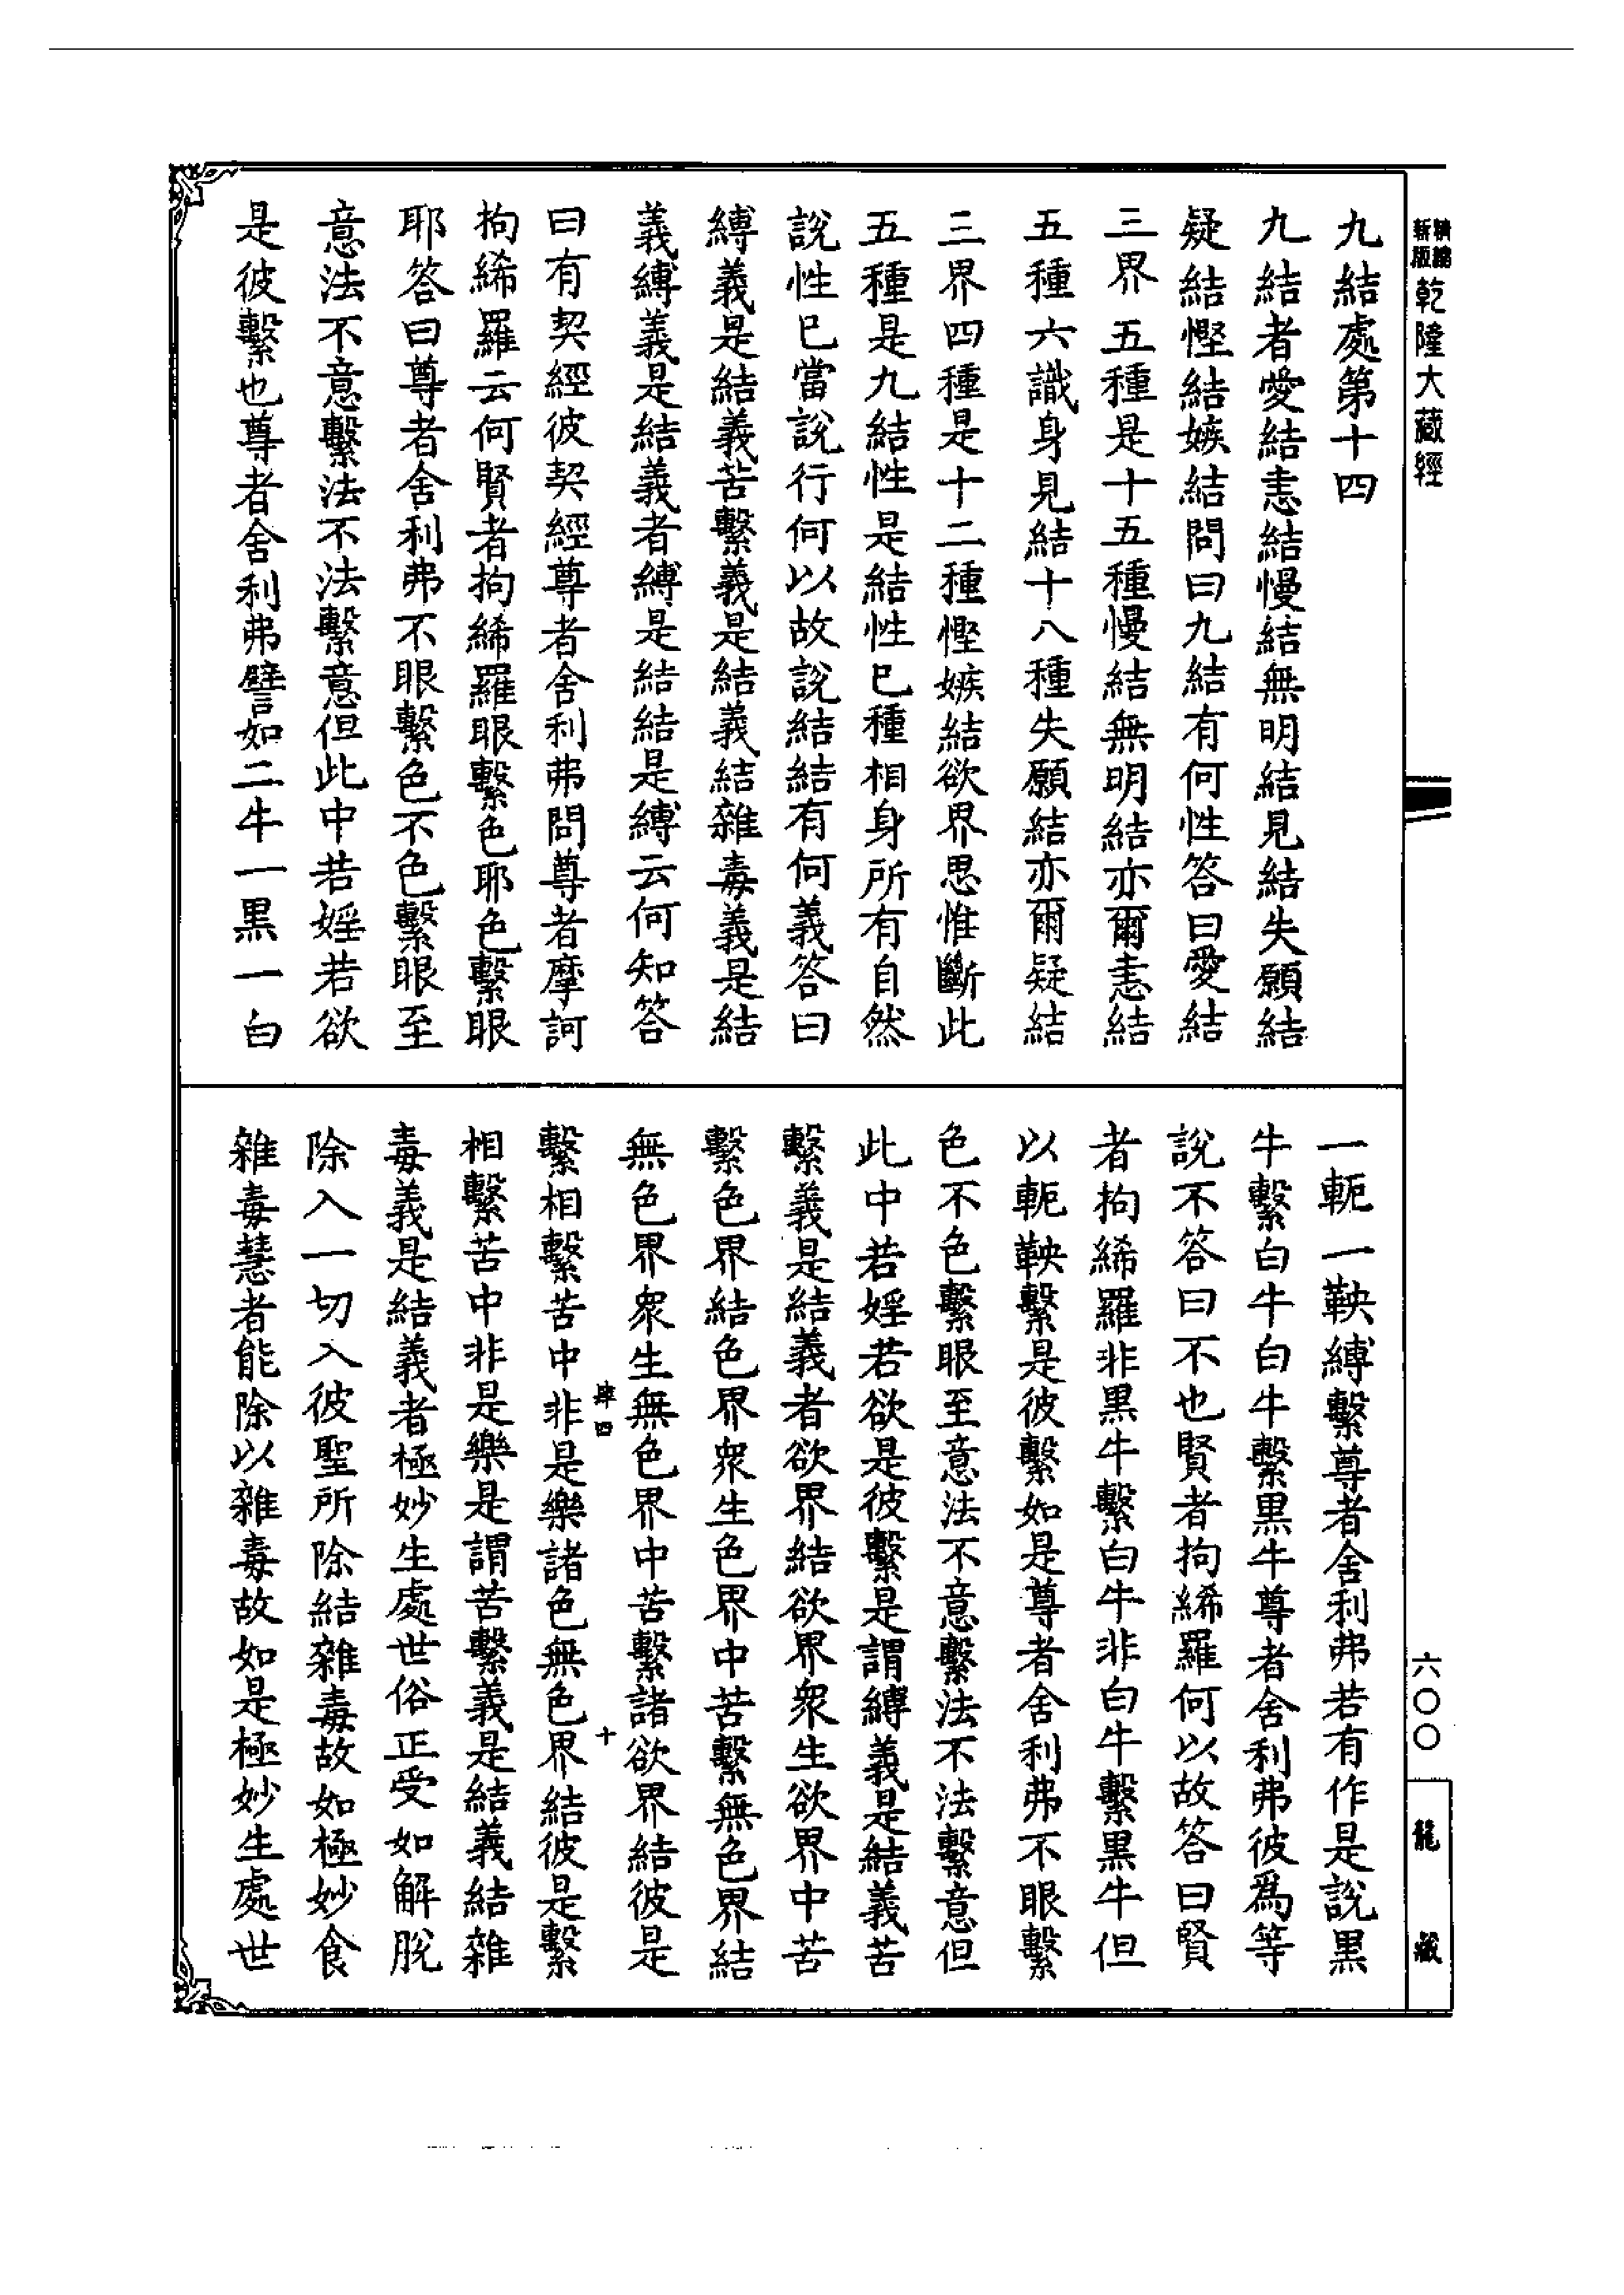 精編新版乾隆大藏經
九結處第十四
九結者愛結恚結慢結無明結見結失願結
疑結慳結嫉結問曰九結有何性答曰愛結
三界五種是十五種慢結無明結亦爾恚結
五種六識身見結十八種失願結亦爾疑結
三界四種是十二種慳嫉結欲界思惟斷此
五種是九結性是結性已種相身所有自然
說性已當說行何以故說結結有何義答曰
縛義是結義苦繫義是結義結雜毒義是結
義縛義是結義者縛是結結是縛云何知答
曰有契經彼契經尊者舍利弗問尊者摩訶
拘絺羅云何賢者拘絺羅眼繫色耶色繫眼
耶答曰尊者舍利弗不眼繫色不色繫眼至
意法不意繫法不法繫意但此中若婬若欲
是彼繫也尊者舍利弗譬如二牛一黑一白
一軛一鞅縛繫尊者舍利弗若有作是說黑
牛繫白牛白牛繫黑牛尊者舍利弗彼爲等
說不答曰不也賢者拘絺羅何以故答曰賢
者拘絺羅非黑牛繫白牛非白牛繫黑牛但
以軛鞅繫是彼繫如是尊者舍利弗不眼繫
色不色繫眼至意法不意繫法不法繫意但
此中若婬若欲是彼繫是謂縛義是結義苦
繫義是結義者欲界結欲界眾生欲界中苦
繫色界結色界眾生色界中苦繫無色界結
無色界眾生無色界中苦繫諸欲界結彼是
繫相繫苦中非是樂諸色無色界結彼是繫
肆四
十
相繫苦中非是樂是謂苦繫義是結義結雜
毒義是結義者極妙生處世俗正受如解脫
除入一切入彼聖所除結雜毒故如極妙食
雜毒慧者能除以雜毒故如是極妙生處世
六〇〇
龍藏